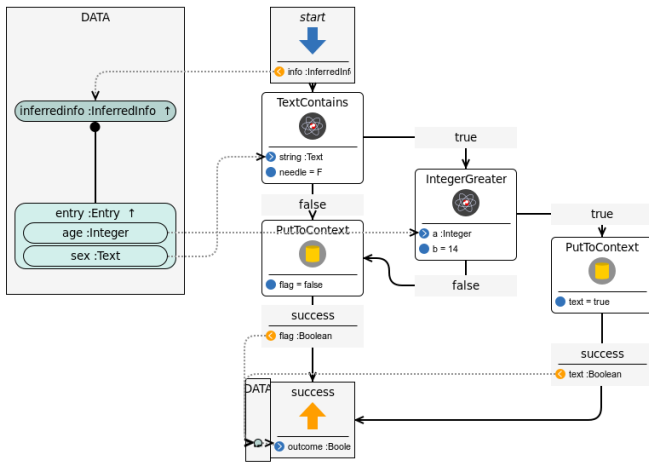 DATA
start
info :InferredInfo
inferredinfo :InferredInfo ↑
TextContains
string :Text
needle = F
true
IntegerGreater
a :Integer
b = 14
false
true
entry :Entry ↑
age :Integer
sex :Text
PutToContext
flag = false
false
PutToContext
text = true
success
flag :Boolean
success
text :Boolean
DATA
success
outcome :Boole